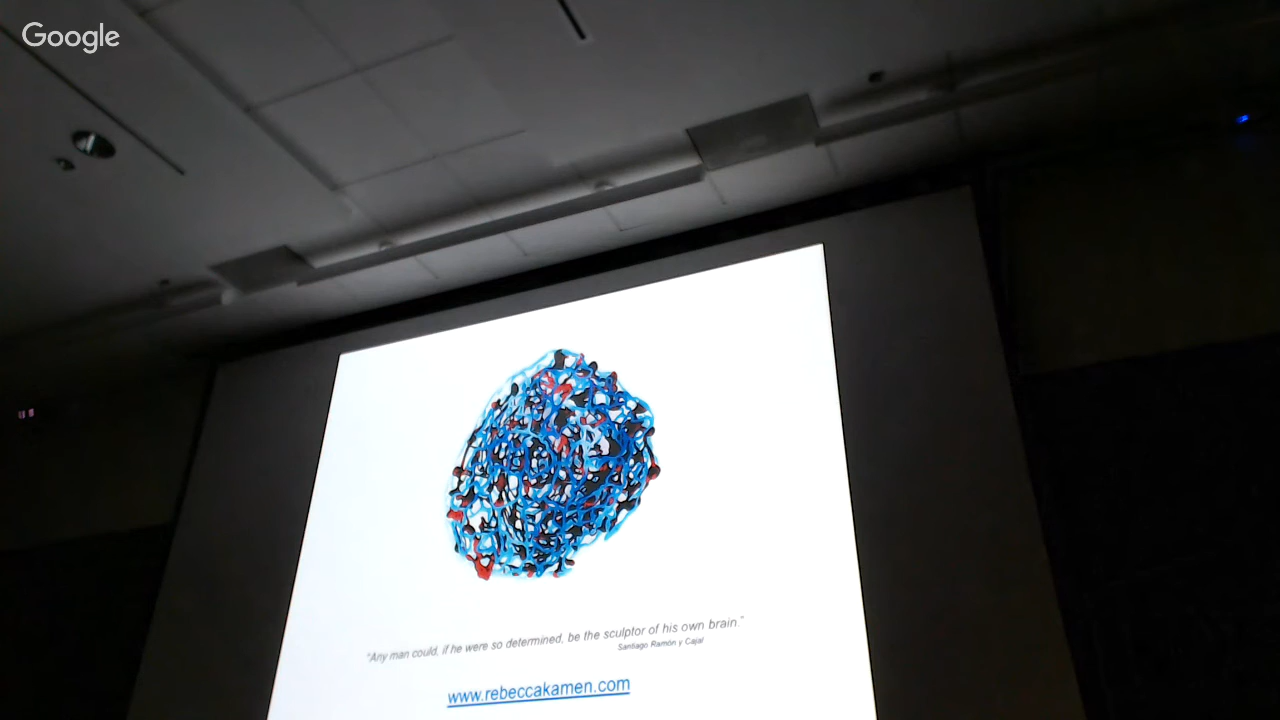 Google
"Any man could, if he were so determined, be the sculptor of his own brain."
Santiago Ramón y Cajal
www.rebeccakamen.com